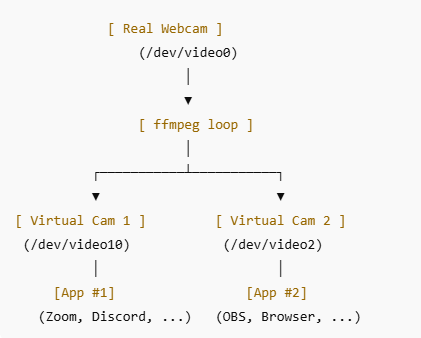 [ Real Webcam ]
(/dev/video0)
[ ffmpeg loop ]
[ Virtual Cam 1 ] [ Virtual Cam 2 ]
(/dev/video10) (/dev/video2)
[App #1] [App #2]
(Zoom, Discord, ...) (OBS, Browser, ...)